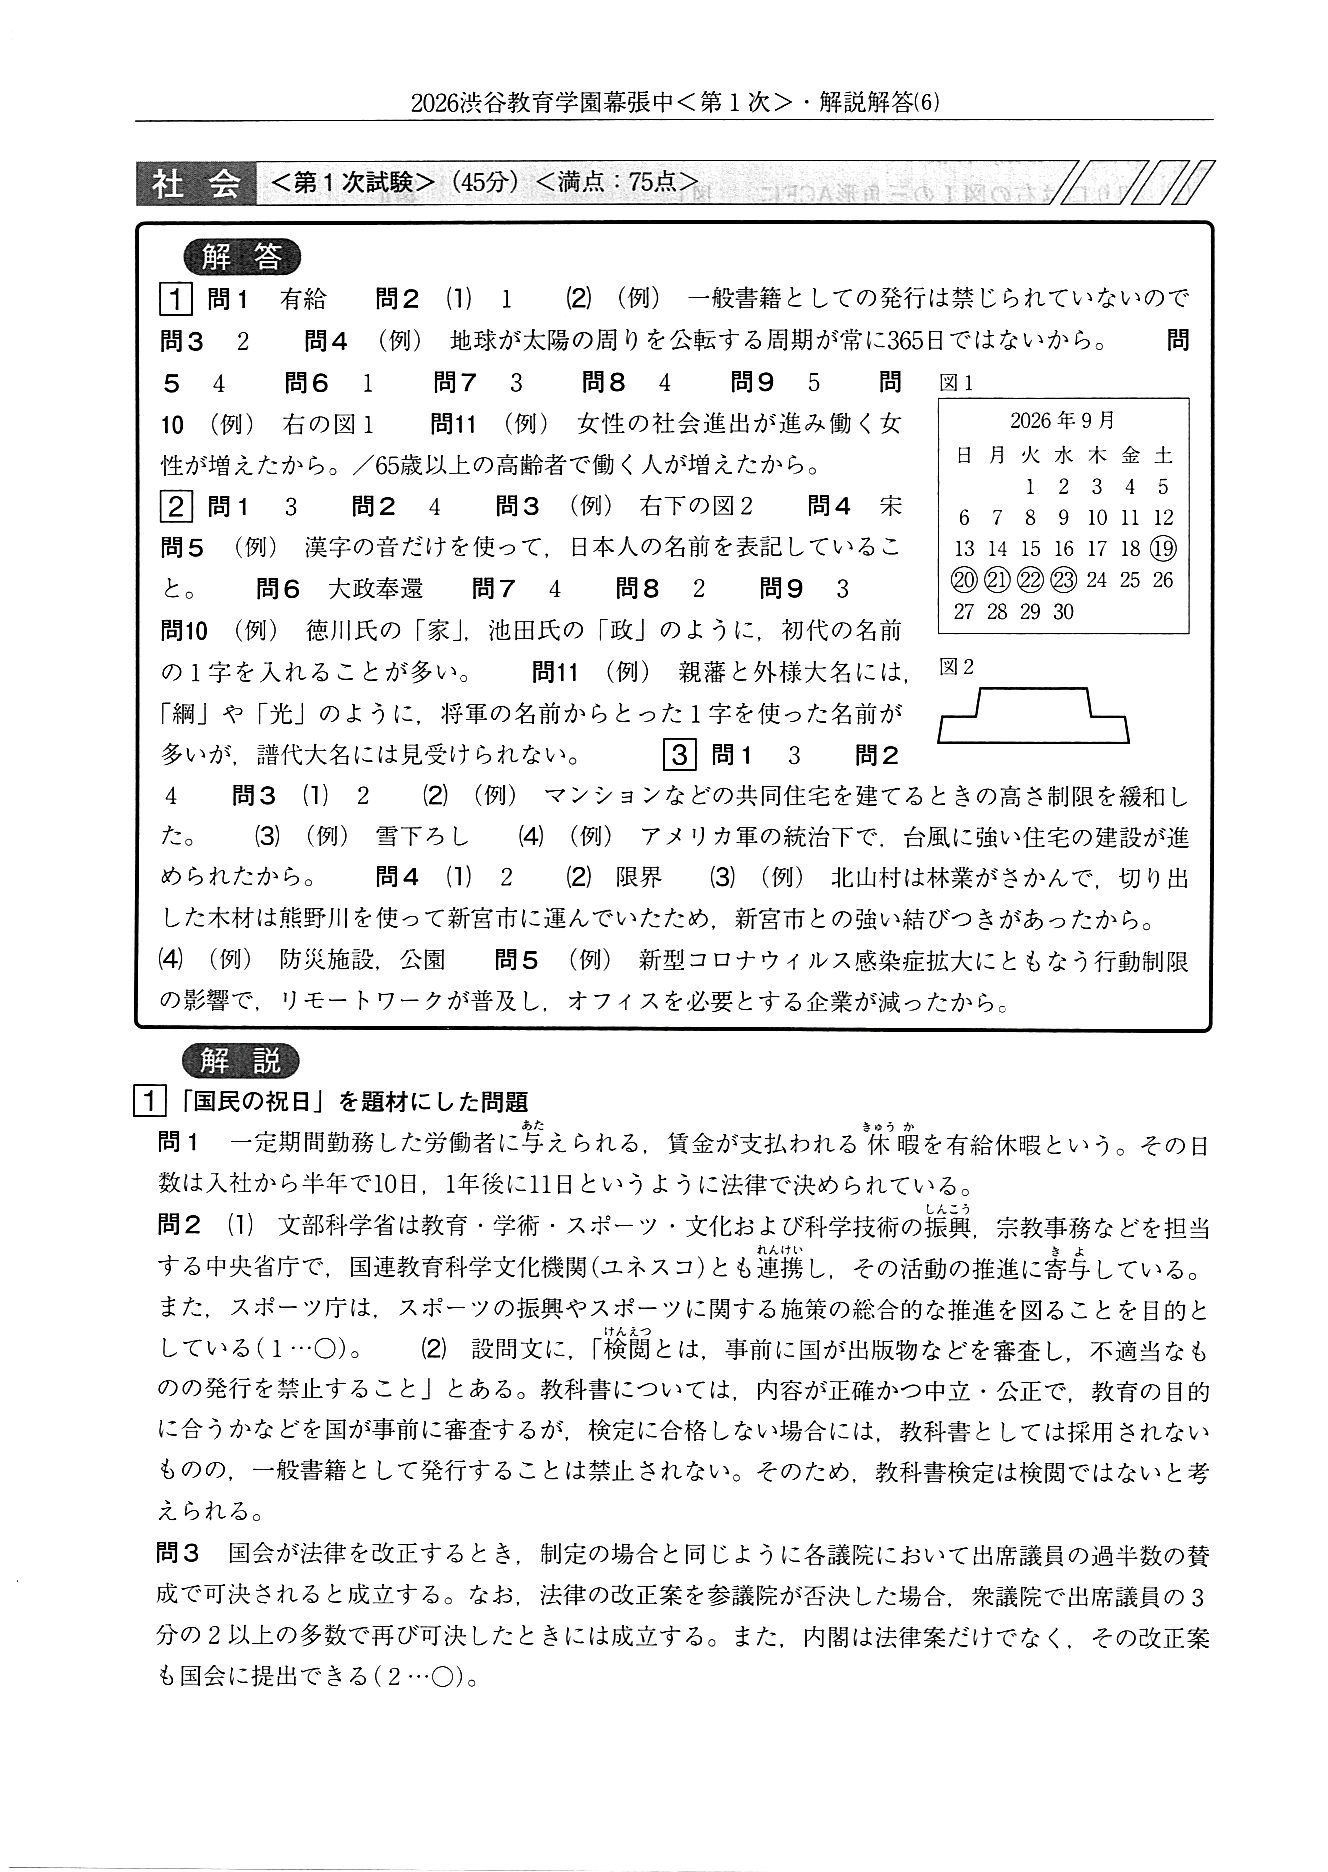 2026渋谷教育学園幕張中＜第1次＞・解説解答(6)
社会 ＜第1次試験＞（45分）＜満点：75点＞
解答
1 問1 有給 問2 (1) 1 (2) （例） 一般書籍としての発行は禁じられていないので
問3 2 問4 （例） 地球が太陽の周りを公転する周期が常に365日ではないから。 問
5 4 問6 1 問7 3 問8 4 問9 5 問
10 （例） 右の図1 問11 （例） 女性の社会進出が進み働く女
性が増えたから。／65歳以上の高齢者で働く人が増えたから。
2 問1 3 問2 4 問3 （例） 右下の図2 問4 宋
問5 （例） 漢字の音だけを使って，日本人の名前を表記しているこ
と。 問6 大政奉還 問7 4 問8 2 問9 3
問10 （例） 徳川氏の「家」，池田氏の「政」のように，初代の名前
の1字を入れることが多い。 問11 （例） 親藩と外様大名には，
「綱」や「光」のように，将軍の名前からとった1字を使った名前が
多いが，譜代大名には見受けられない。 3 問1 3 問2
4 問3 (1) 2 (2) （例） マンションなどの共同住宅を建てるときの高さ制限を緩和し
た。 (3) （例） 雪下ろし (4) （例） アメリカ軍の統治下で，台風に強い住宅の建設が進
められたから。 問4 (1) 2 (2) 限界 (3) （例） 北山村は林業がさかんで，切り出
した木材は熊野川を使って新宮市に運んでいたため，新宮市との強い結びつきがあったから。
(4) （例） 防災施設，公園 問5 （例） 新型コロナウィルス感染症拡大にともなう行動制限
の影響で，リモートワークが普及し，オフィスを必要とする企業が減ったから。
図1
2026年9月
日 月 火 水 木 金 土
1 2 3 4 5
6 7 8 9 10 11 12
13 14 15 16 17 18 ⑲
⑳ ㉑ ㉒ ㉓ 24 25 26
27 28 29 30
図2
解説
1 「国民の祝日」を題材にした問題
問1 一定期間勤務した労働者に与えられる，賃金が支払われる休暇を有給休暇という。その日
数は入社から半年で10日，1年後に11日というように法律で決められている。
問2 (1) 文部科学省は教育・学術・スポーツ・文化および科学技術の振興，宗教事務などを担当
する中央省庁で，国連教育科学文化機関(ユネスコ)とも連携し，その活動の推進に寄与している。
また，スポーツ庁は，スポーツの振興やスポーツに関する施策の総合的な推進を図ることを目的と
している(1…○)。 (2) 設問文に，「検閲とは，事前に国が出版物などを審査し，不適当なも
のの発行を禁止すること」とある。教科書については，内容が正確かつ中立・公正で，教育の目的
に合うかなどを国が事前に審査するが，検定に合格しない場合には，教科書としては採用されない
ものの，一般書籍として発行することは禁止されない。そのため，教科書検定は検閲ではないと考
えられる。
問3 国会が法律を改正するとき，制定の場合と同じように各議院において出席議員の過半数の賛
成で可決されると成立する。なお，法律の改正案を参議院が否決した場合，衆議院で出席議員の3
分の2以上の多数で再び可決したときには成立する。また，内閣は法律案だけでなく，その改正案
も国会に提出できる(2…○)。